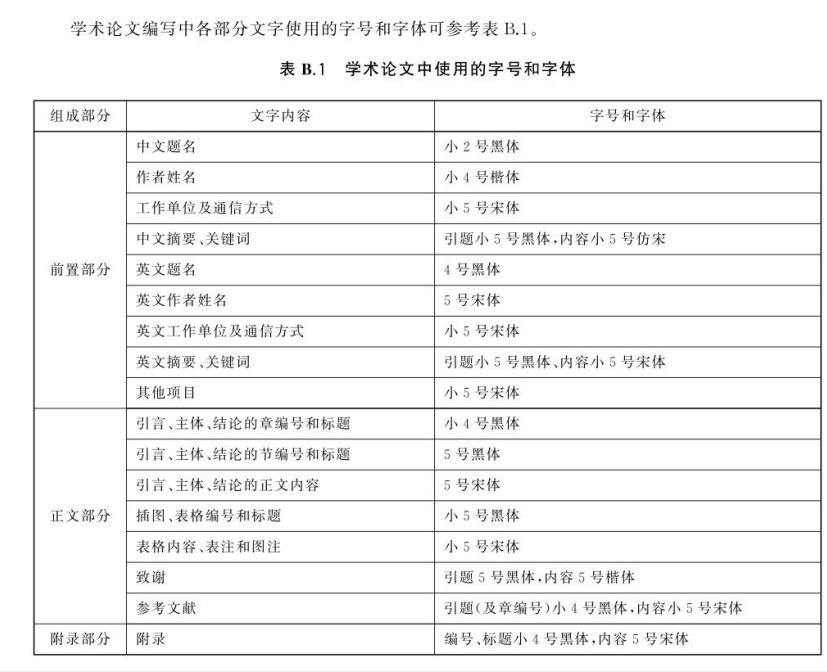 学术论文编写中各部分文字使用的字号和字体可参考表 B.1。
表 B.1 学术论文中使用的字号和字体
组成部分 文字内容 字号和字体
前置部分
中文题名 小 2 号黑体
作者姓名 小 4 号楷体
工作单位及通信方式 小 5 号宋体
中文摘要、关键词 引题小 5 号黑体,内容小 5 号仿宋
英文题名 4 号黑体
英文作者姓名 5 号宋体
英文工作单位及通信方式 小 5 号宋体
英文摘要、关键词 引题小 5 号黑体、内容小 5 号宋体
其他项目 小 5 号宋体
正文部分
引言、主体、结论的章编号和标题 小 4 号黑体
引言、主体、结论的节编号和标题 5 号黑体
引言、主体、结论的正文内容 5 号宋体
插图、表格编号和标题 小 5 号黑体
表格内容、表注和图注 小 5 号宋体
致谢 引题 5 号黑体,内容 5 号楷体
参考文献 引题(及章编号)小 4 号黑体,内容小 5 号宋体
附录部分 附录 编号、标题小 4 号黑体,内容 5 号宋体